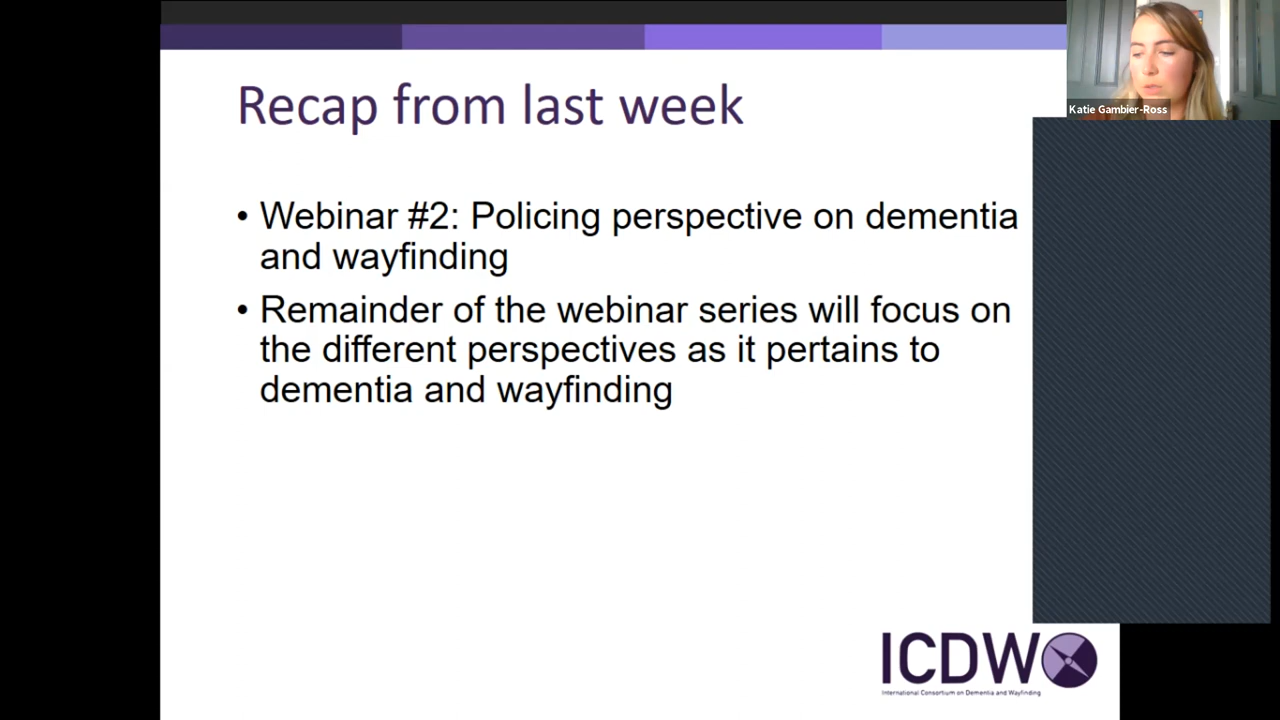 Recap from last week
Katie Gambier-Ross
• Webinar #2: Policing perspective on dementia
and wayfinding
• Remainder of the webinar series will focus on
the different perspectives as it pertains to
dementia and wayfinding
ICDW
International Consortium on Dementia and Wayfinding